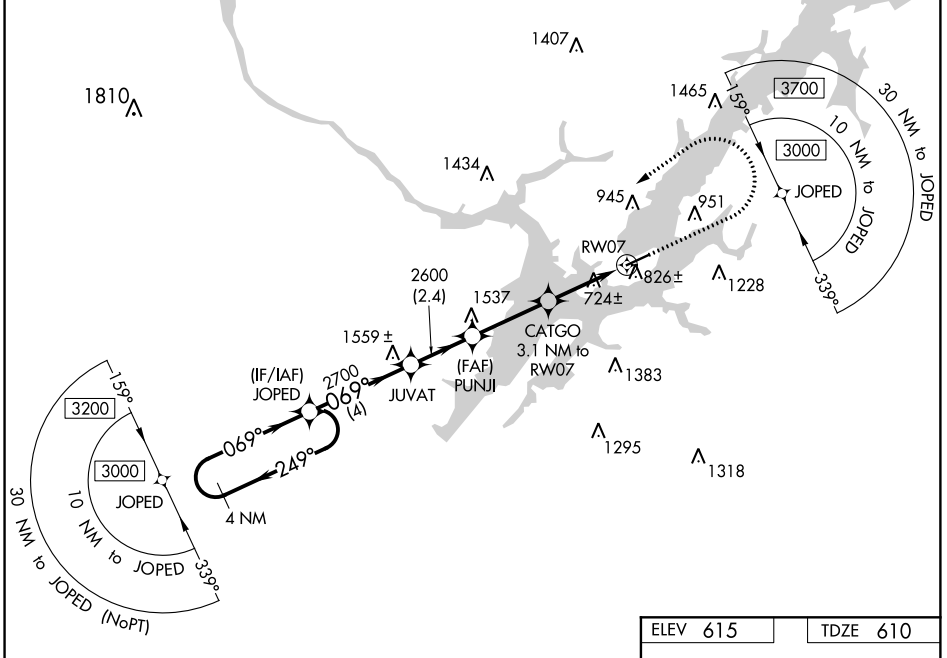 1407
1810
1465
159°
3700
30 NM to JOPED
10 NM to JOPED
3000
JOPED
339°
1434
945
951
RW07
826±
724±
1228
2600
(2.4)
1537
1559 ±
CATGO
3.1 NM to
RW07
(FAF)
PUNJI
JUVAT
1383
(IF/IAF)
JOPED
2700
069°
(4)
069°
249°
4 NM
1295
1318
159°
3200
3000
JOPED
10 NM to JOPED
30 NM to JOPED (NoPT)
339°
ELEV 615
TDZE 610